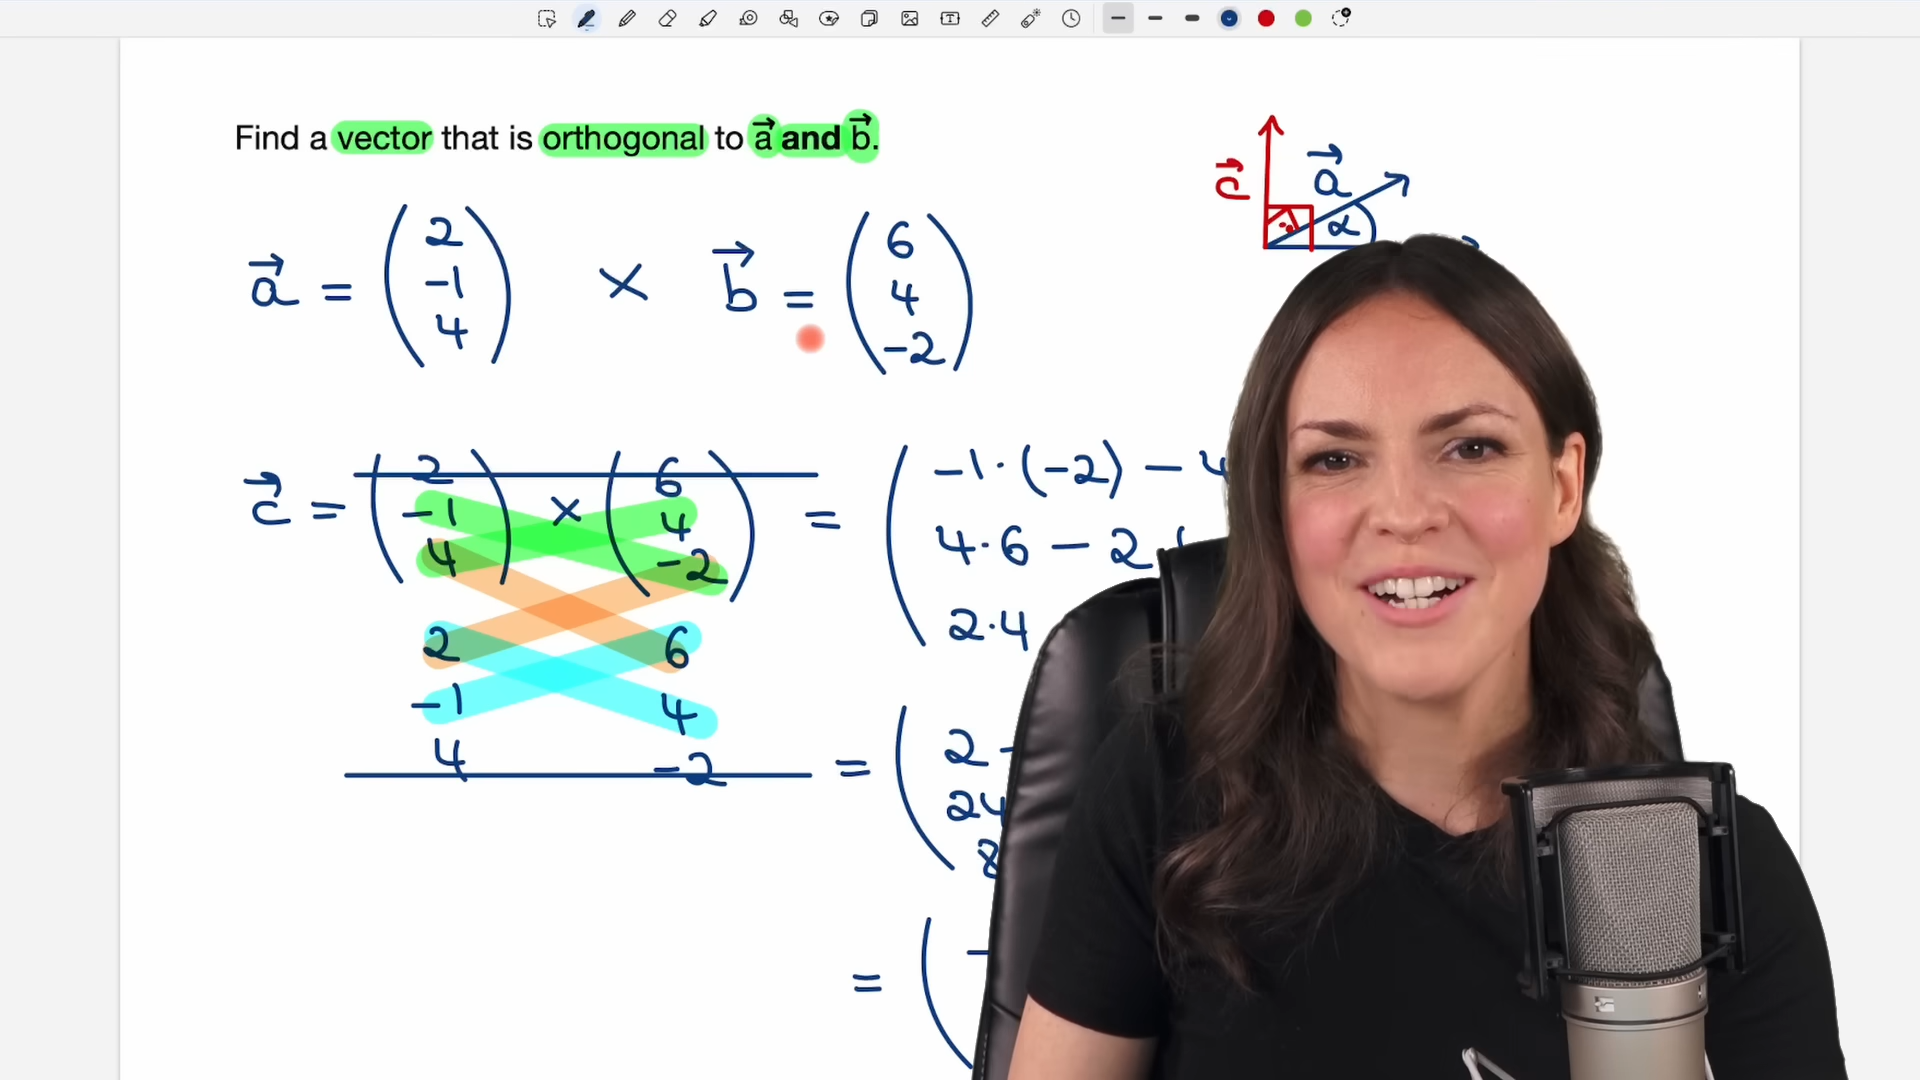 Find a vector that is orthogonal to a⃗ and b⃗.
c⃗ a⃗ α
a⃗ = (2 -1 4) × b⃗ = (6 4 -2)
c⃗ = (2 -1 4) × (6 4 -2) = ( -1·(-2) - 4
4·6 - 2
2·4
2 6
-1 4
4 -2
= ( 2 -
24
8
= ( -